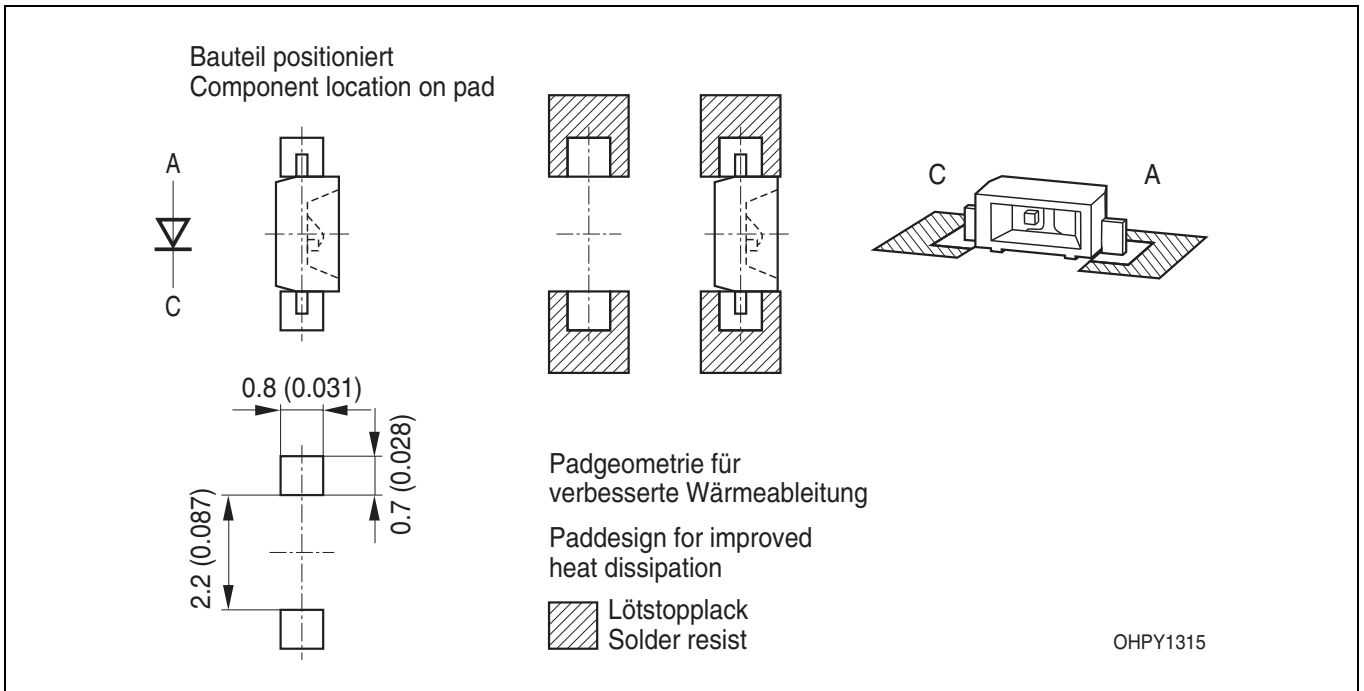 Bauteil positioniert
Component location on pad
A
C
C
A
0.8 (0.031)
0.7 (0.028)
2.2 (0.087)
Padgeometrie für
verbesserte Wärmeableitung
Paddesign for improved
heat dissipation
Lötstopplack
Solder resist
OHPY1315